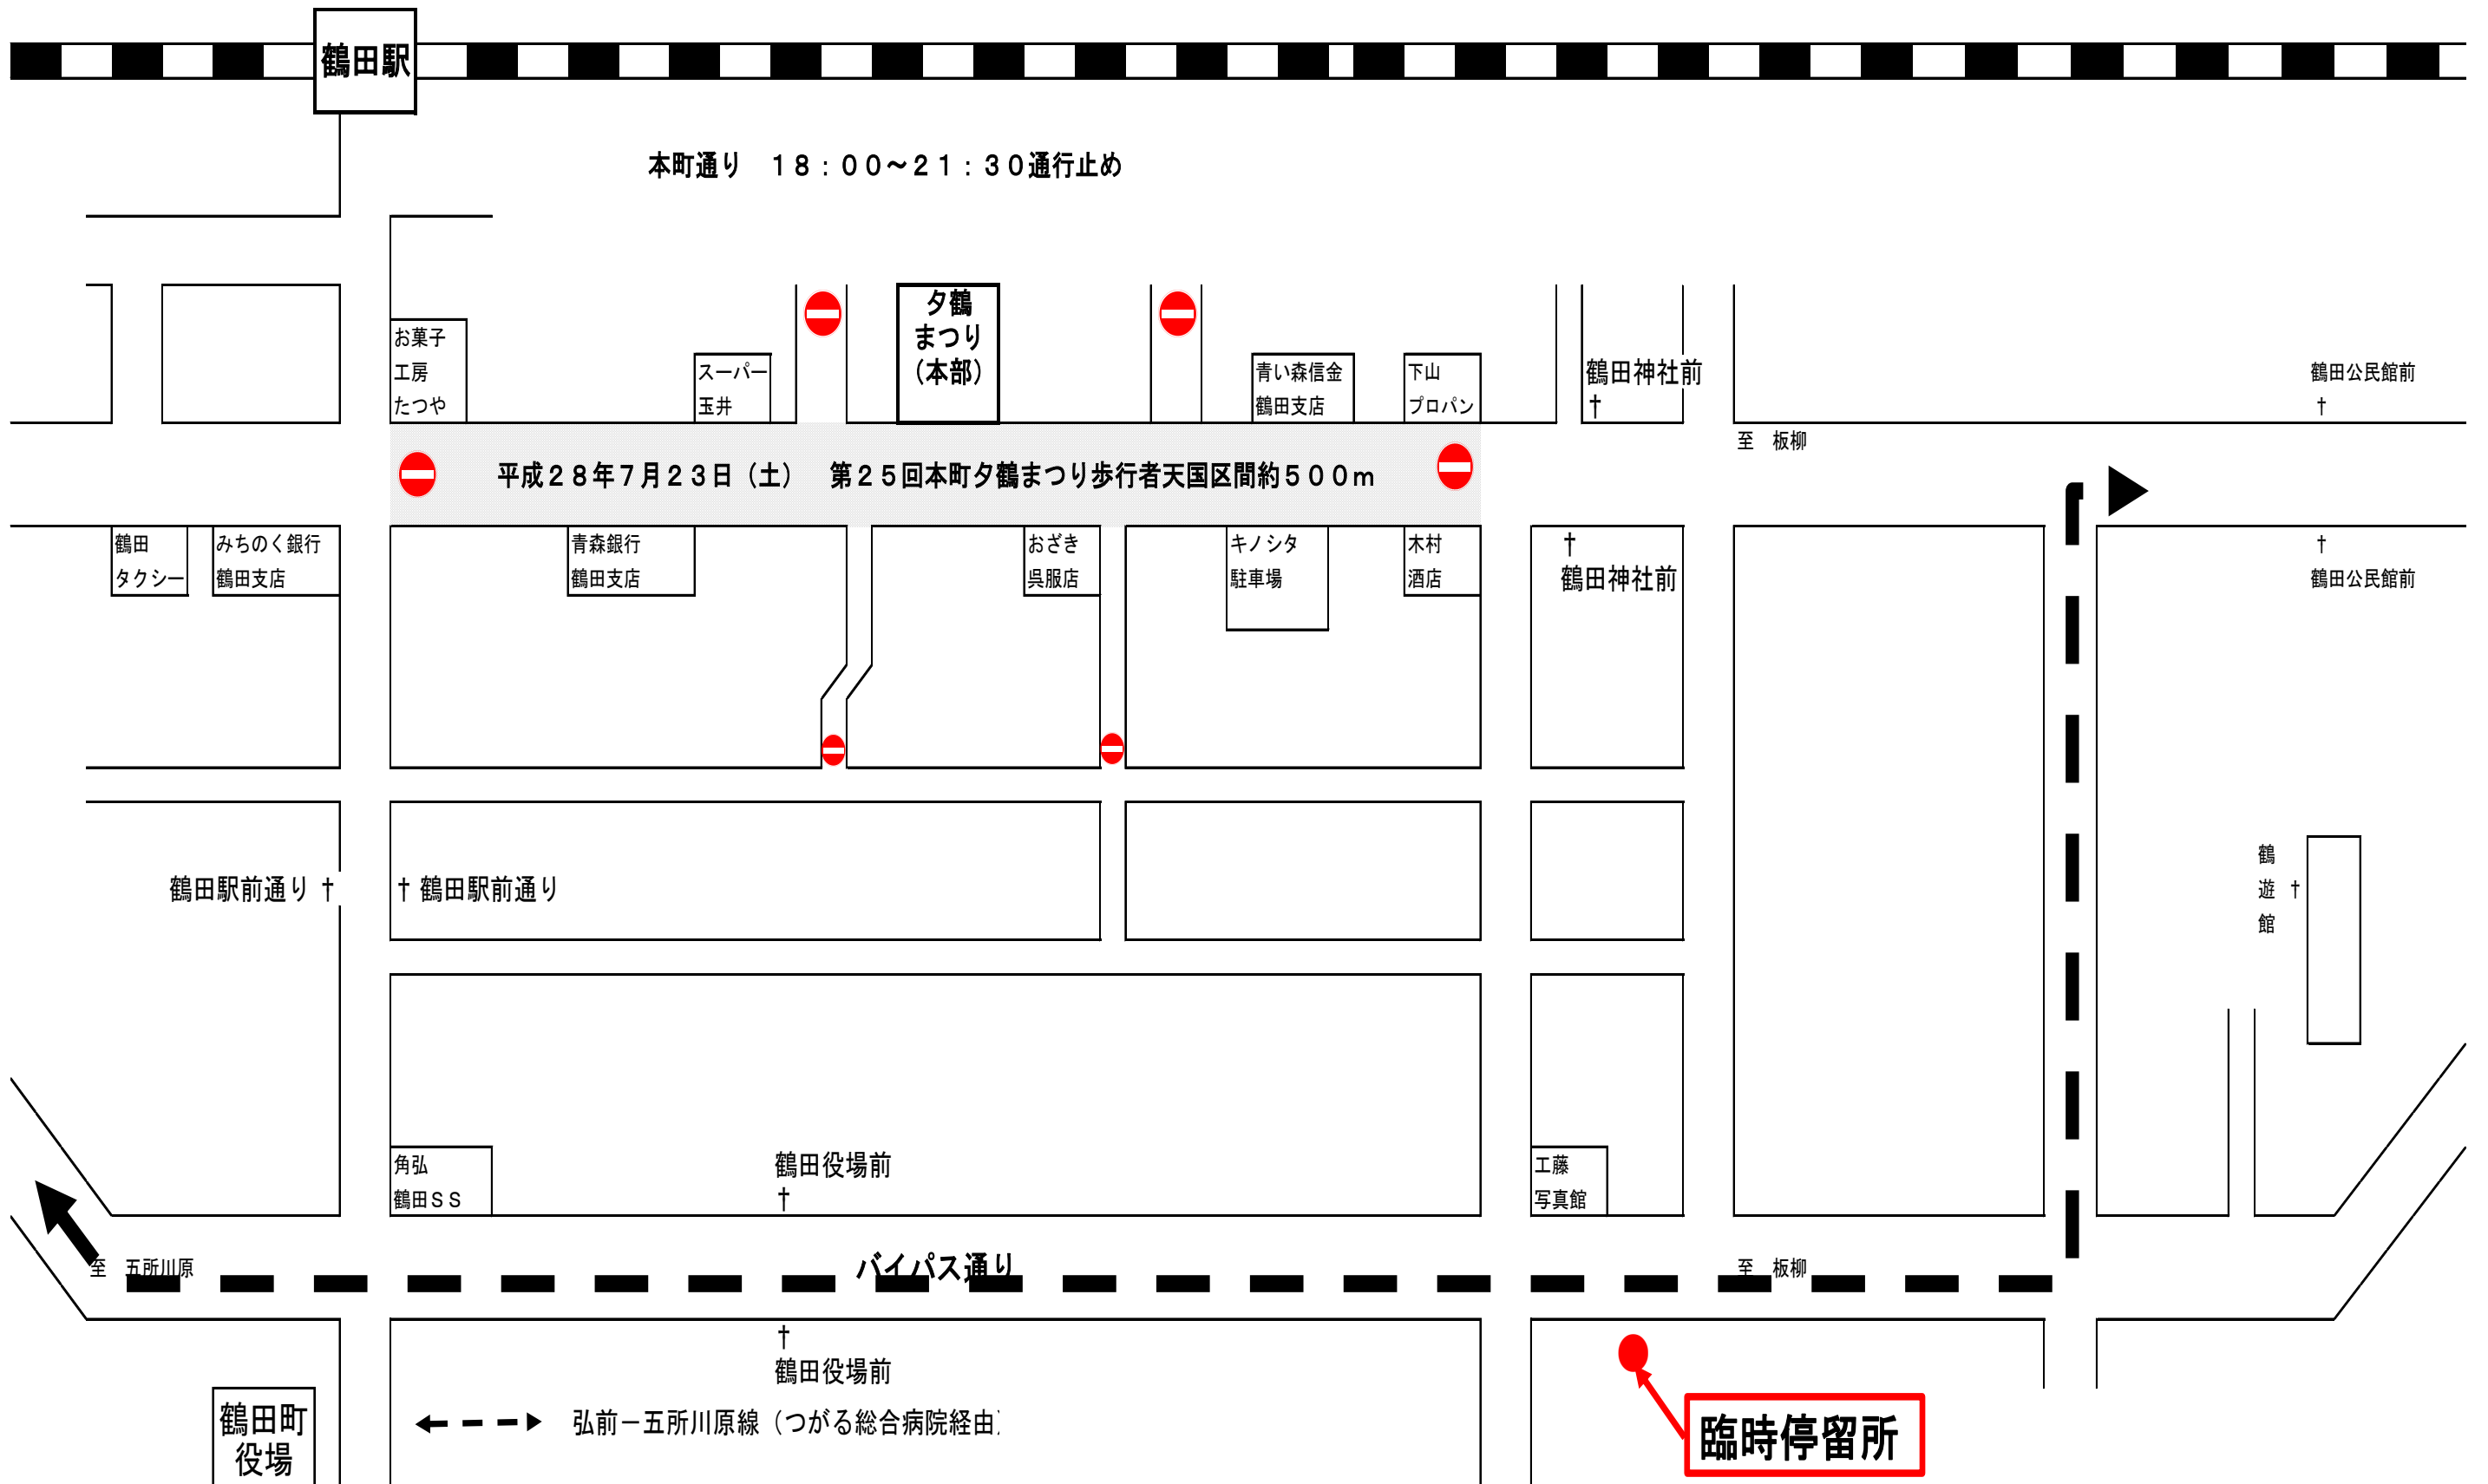 鶴田駅
本町通り　１８：００～２１：３０通行止め
夕鶴
まつり
（本部）
お菓子
工房
たつや
スーパー
玉井
青い森信金
鶴田支店
下山
プロパン
鶴田神社前
†
鶴田公民館前
†
至　板柳
平成２８年７月２３日（土）　第２５回本町夕鶴まつり歩行者天国区間約５００ｍ
鶴田
タクシー
みちのく銀行
鶴田支店
青森銀行
鶴田支店
おざき
呉服店
キノシタ
駐車場
木村
酒店
†
鶴田神社前
†
鶴田公民館前
鶴田駅前通り †
† 鶴田駅前通り
鶴
遊 †
館
角弘
鶴田ＳＳ
鶴田役場前
†
工藤
写真館
至　五所川原
バイパス通り
至　板柳
†
鶴田役場前
鶴田町
役場
弘前－五所川原線（つがる総合病院経由）
臨時停留所